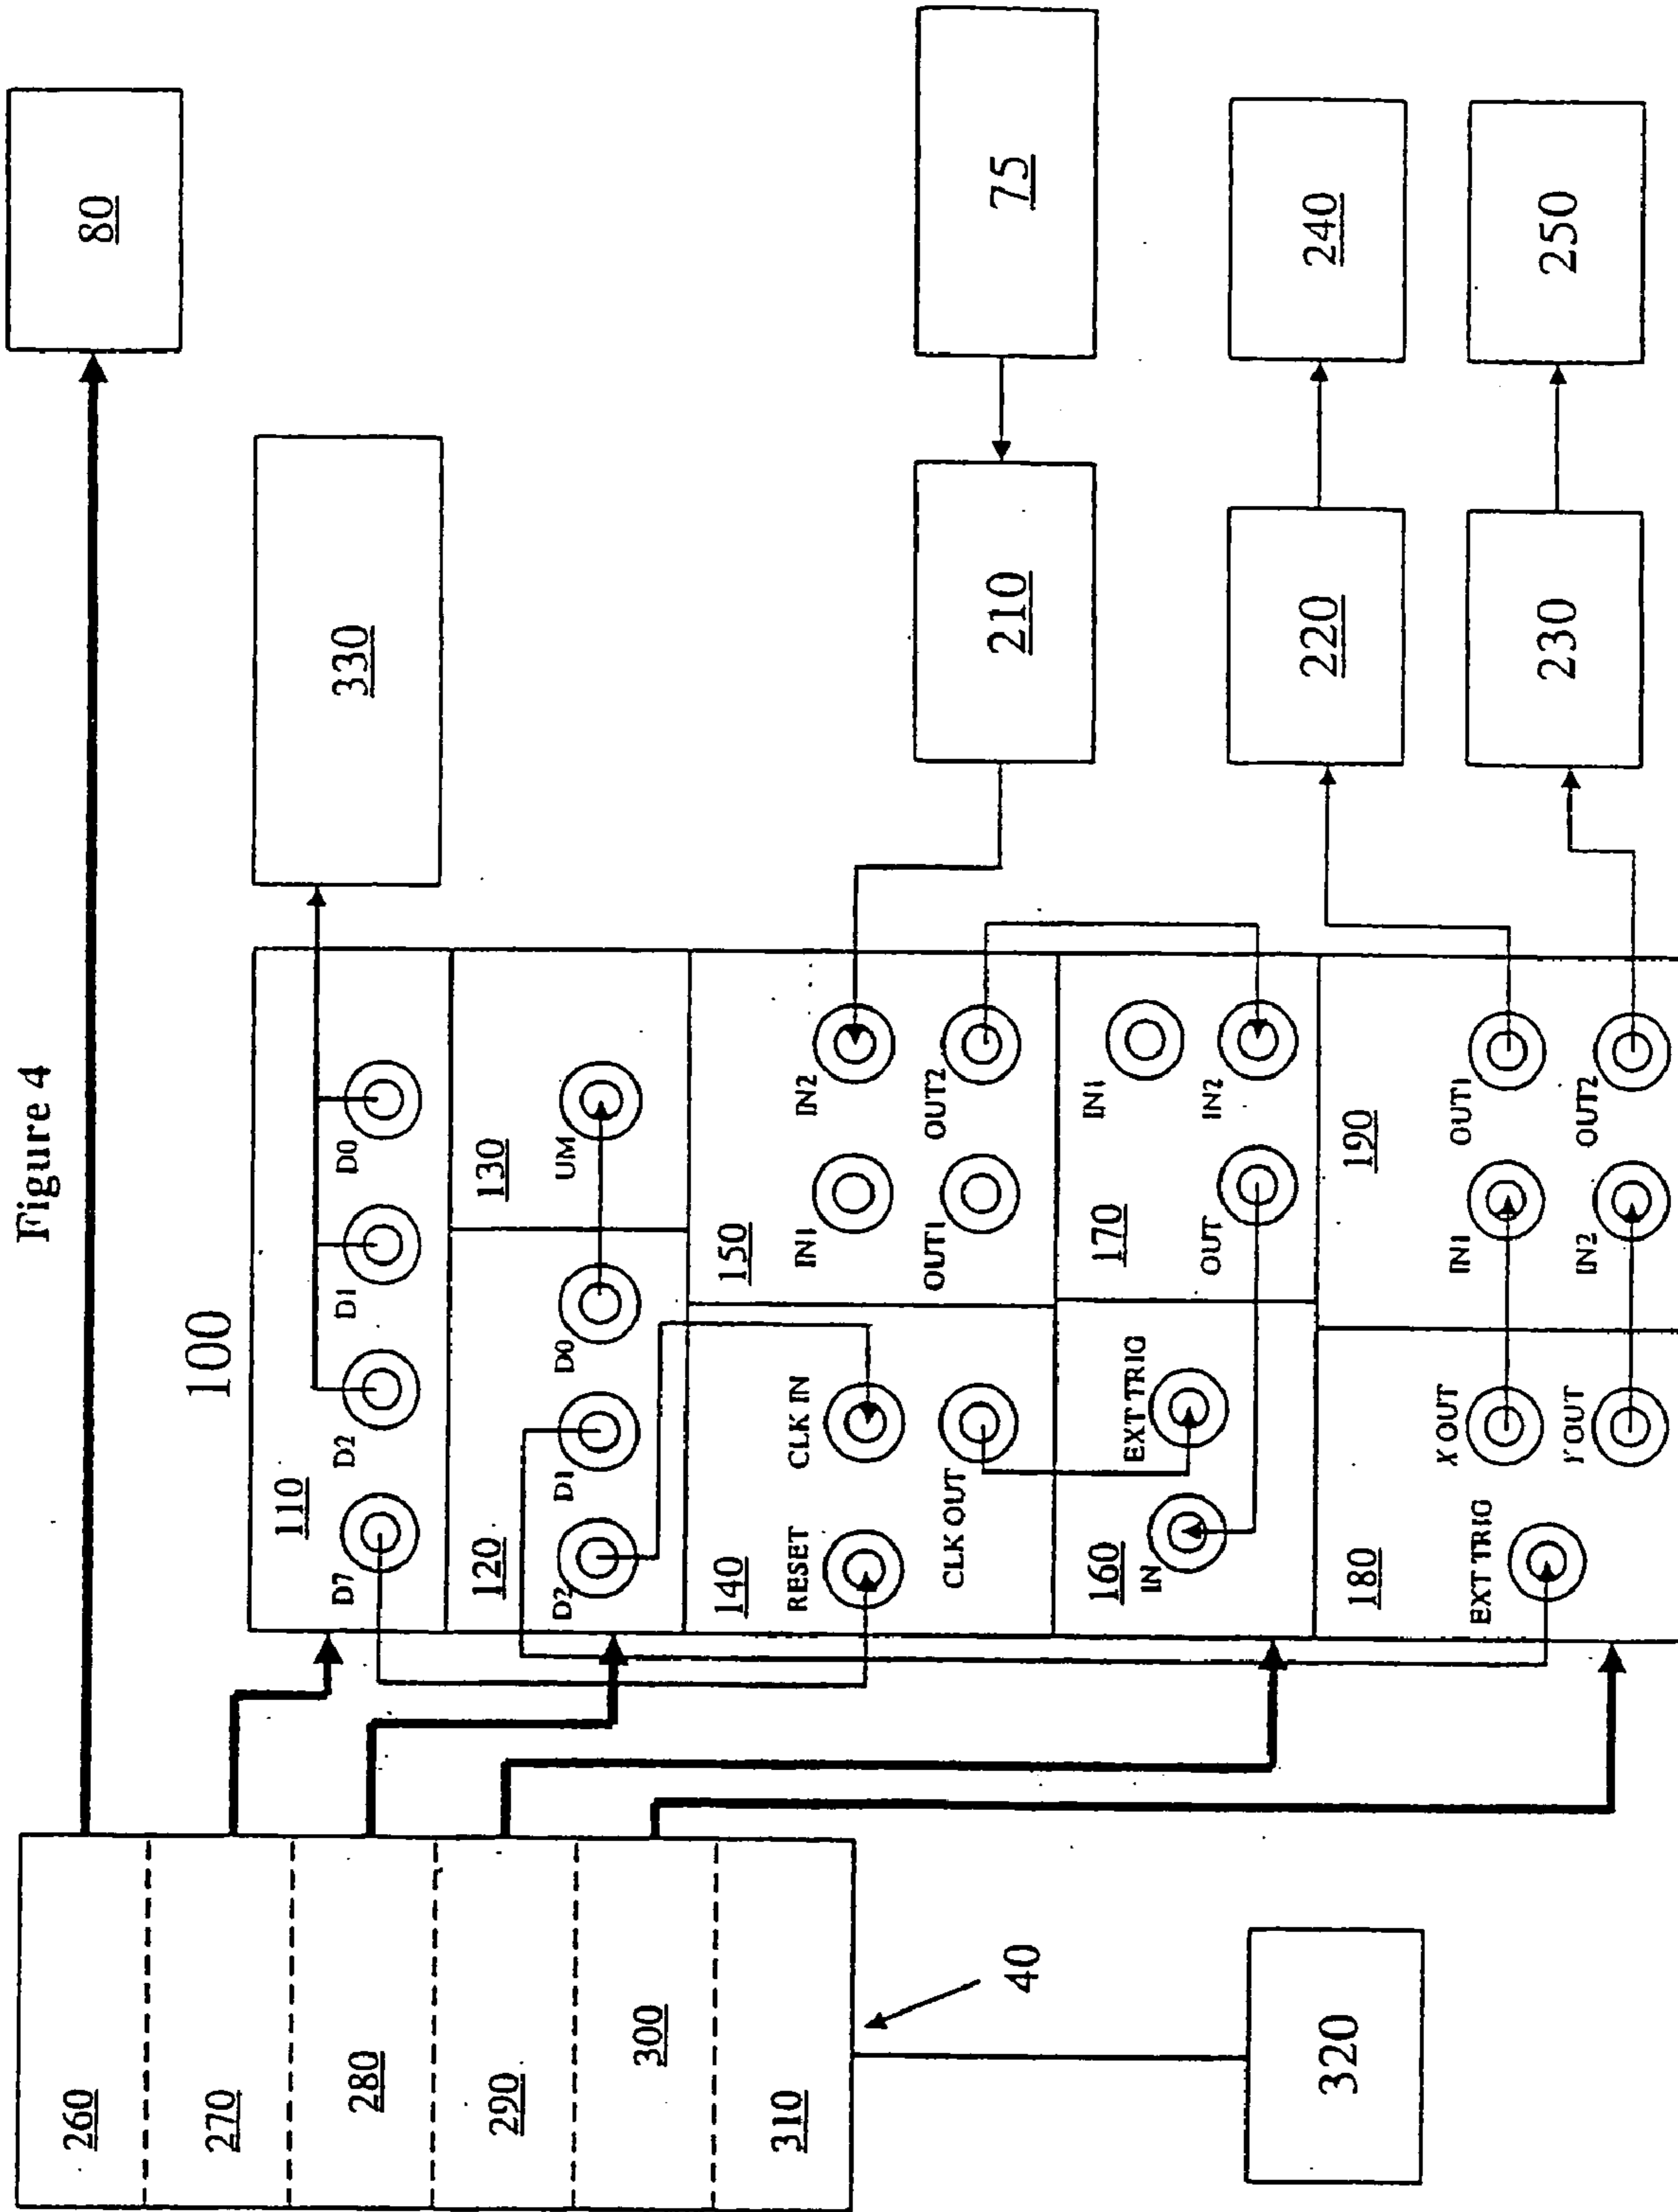 Figure 4
80
330
75
240
250
210
220
230
100
110
D7
D2
D1
D0
120
D2
D1
D0
130
UM
140
RESET
CLK IN
CLK OUT
150
IN1
IN2
OUT1
OUT2
160
IN
EXT TRIG
170
OUT
IN1
IN2
180
EXT TRIG
X OUT
Y OUT
190
IN1
OUT1
IN2
OUT2
260
270
280
290
300
310
40
320